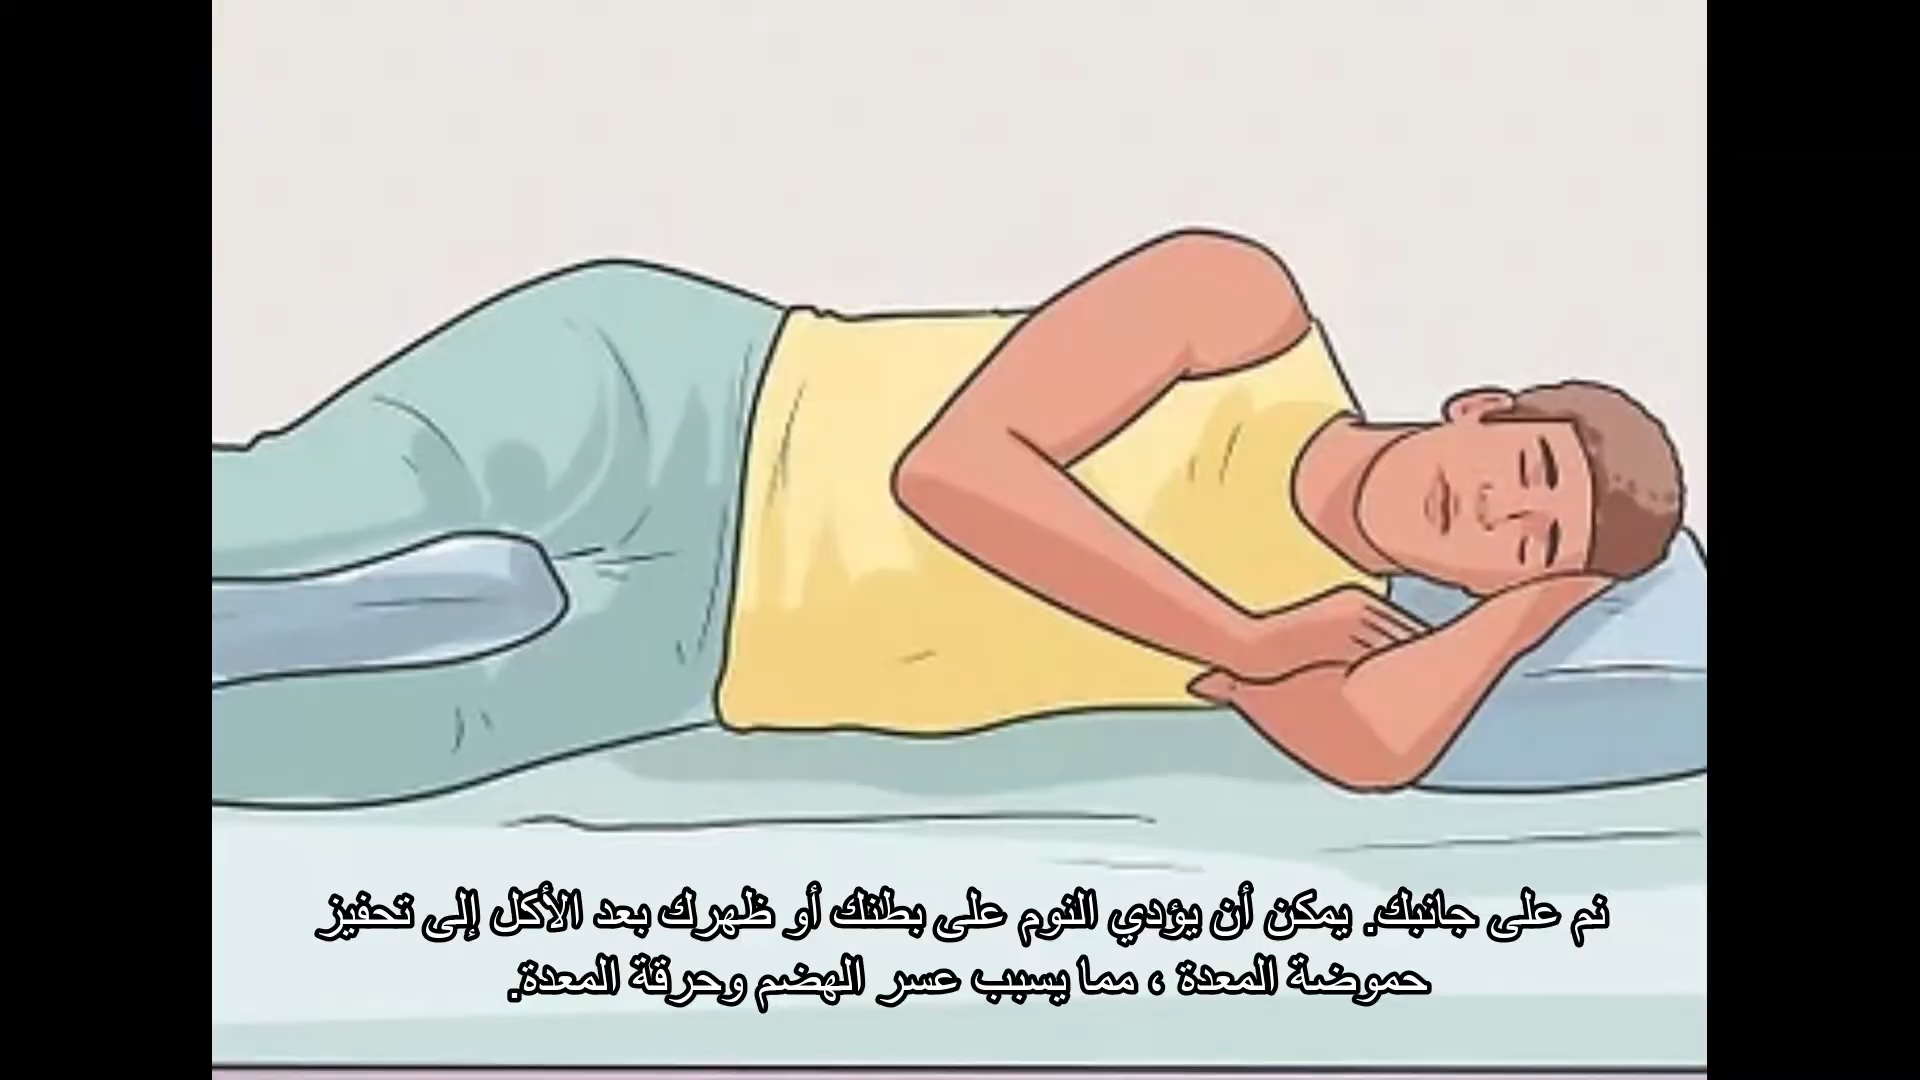 نم على جانبك. يمكن أن يؤدي النوم على بطنك أو ظهرك بعد الأكل إلى تحفيز
حموضة المعدة ، مما يسبب عسر الهضم وحرقة المعدة.